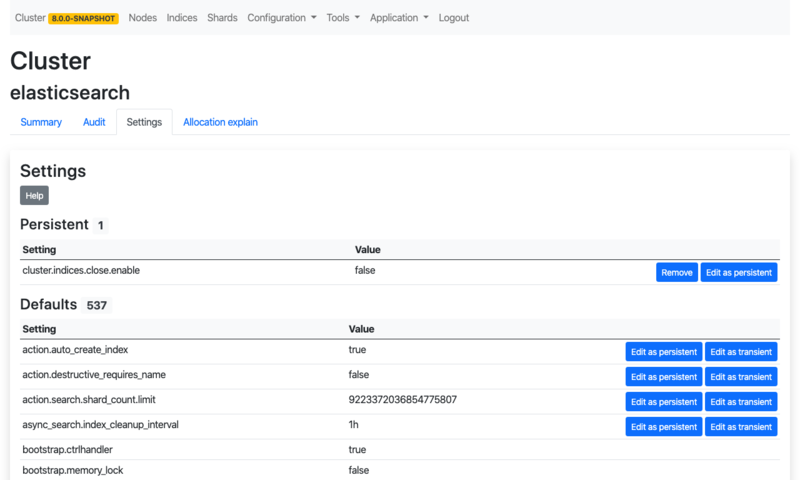 Cluster 8.0.0-SNAPSHOT Nodes Indices Shards Configuration Tools Application Logout
Cluster
elasticsearch
Summary Audit Settings Allocation explain
Settings
Help
Persistent 1
Setting Value
cluster.indices.close.enable false Remove Edit as persistent
Defaults 537
Setting Value
action.auto_create_index true Edit as persistent Edit as transient
action.destructive_requires_name false Edit as persistent Edit as transient
action.search.shard_count.limit 9223372036854775807 Edit as persistent Edit as transient
async_search.index_cleanup_interval 1h Edit as persistent Edit as transient
bootstrap.ctrlhandler true
bootstrap.memory_lock false